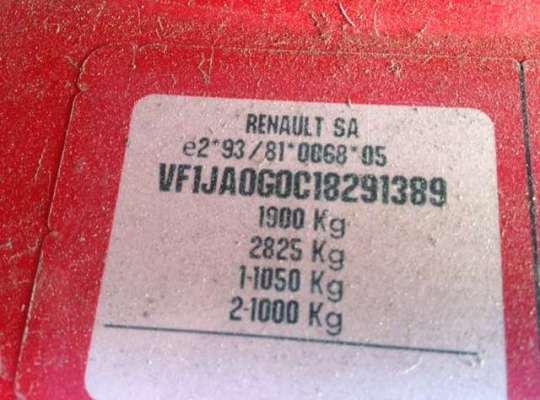 RENAULT SA
e2*93/81*0068*05
VF1JA0G0C18291389
1900 Kg
2825 Kg
1-1050 Kg
2-1000 Kg